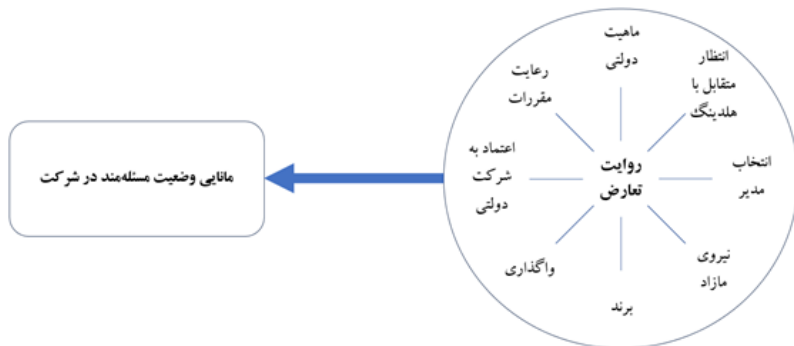 ماهیت
دولتی
انتظار
متقابل با
هلدینگ
انتخاب
مدیر
نیروی
مازاد
برند
واگذاری
اعتماد به
شرکت
دولتی
رعایت
مقررات
روایت
تعارض
مانایی وضعیت مسئله‌مند در شرکت